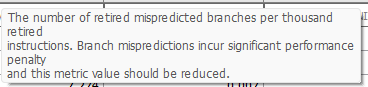 The number of retired mispredicted branches per thousand
retired
instructions. Branch mispredictions incur significant performance
penalty
and this metric value should be reduced.